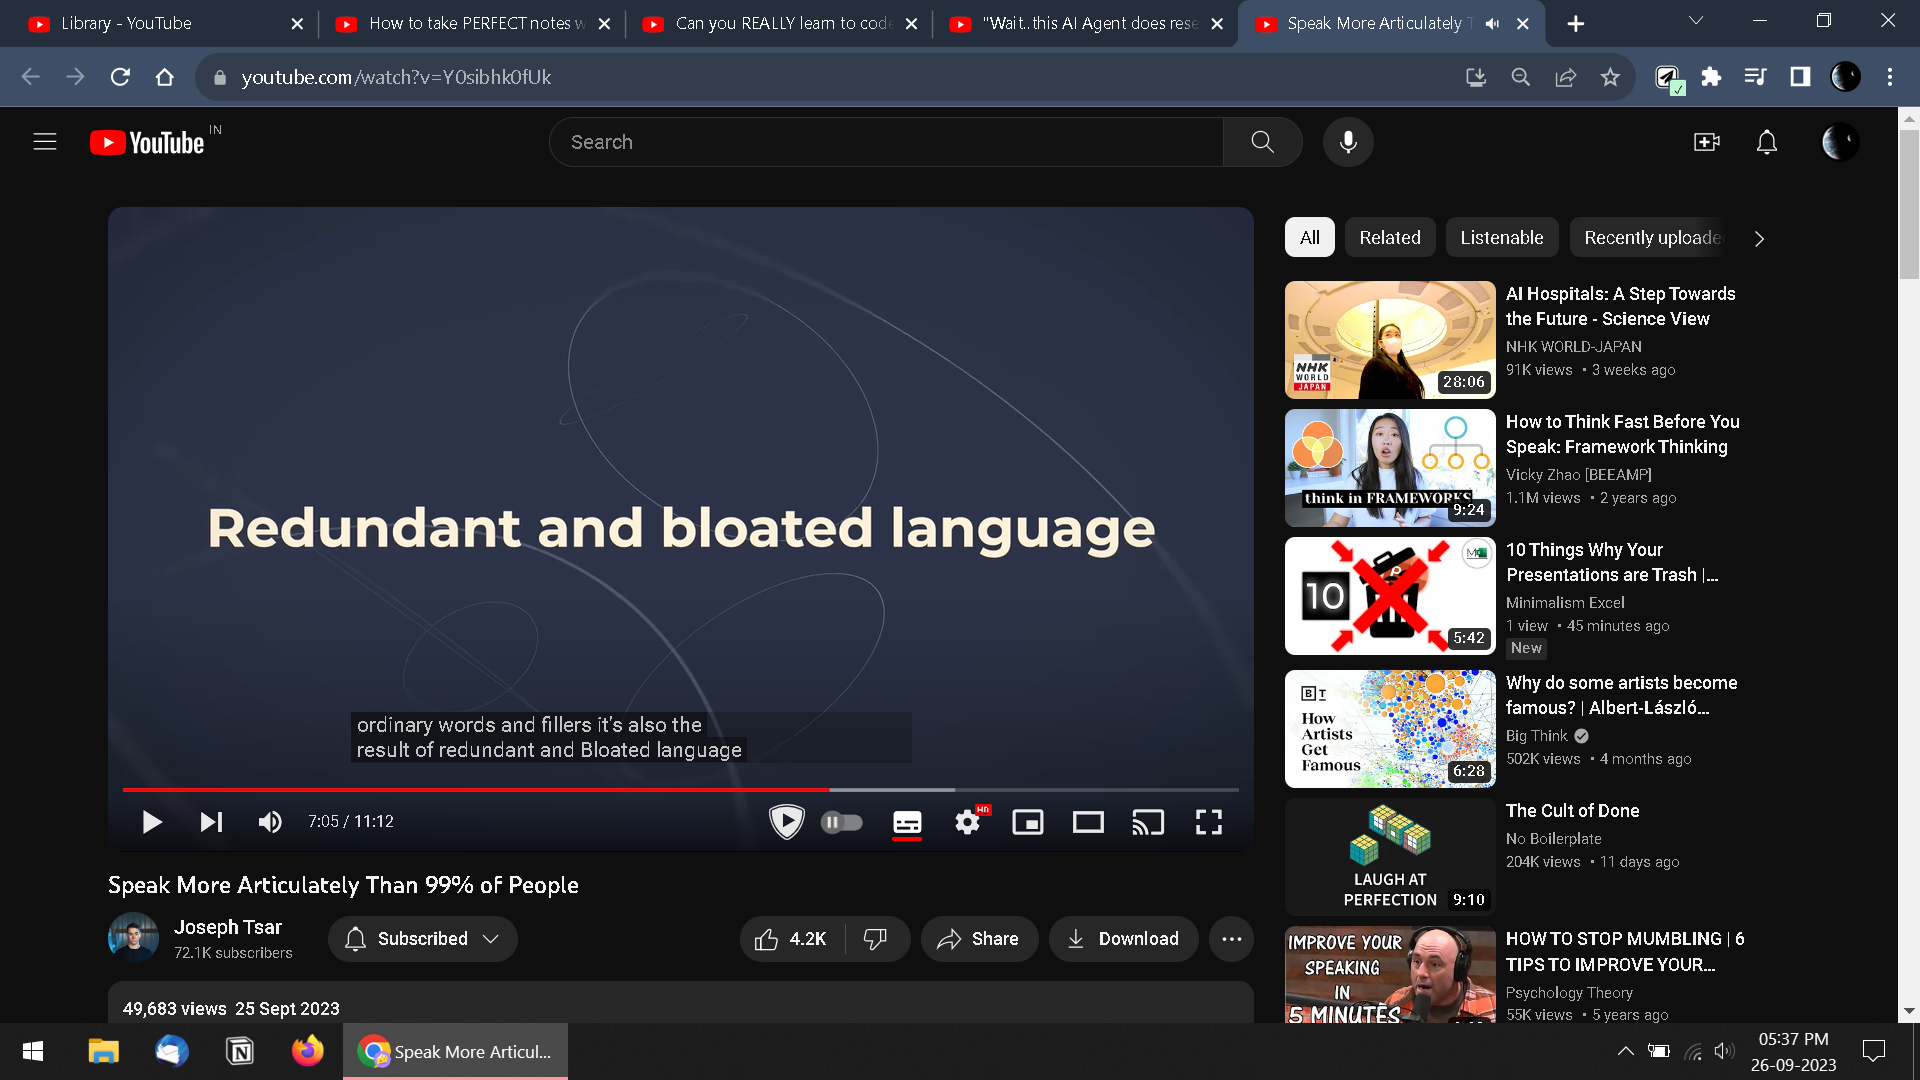 Library - YouTube
How to take PERFECT notes w
Can you REALLY learn to code
"Wait..this AI Agent does rese
Speak More Articulately T
youtube.com/watch?v=Y0sibhk0fUk
YouTube IN
Search
All
Related
Listenable
Recently uploade
Redundant and bloated language
ordinary words and fillers it's also the
result of redundant and Bloated language
7:05 / 11:12
HD
Speak More Articulately Than 99% of People
Joseph Tsar
72.1K subscribers
Subscribed
4.2K
Share
Download
49,683 views 25 Sept 2023
NHK
WORLD
JAPAN
28:06
AI Hospitals: A Step Towards
the Future - Science View
NHK WORLD-JAPAN
91K views • 3 weeks ago
think in FRAMEWORKS
9:24
How to Think Fast Before You
Speak: Framework Thinking
Vicky Zhao [BEEAMP]
1.1M views • 2 years ago
10
5:42
10 Things Why Your
Presentations are Trash |...
Minimalism Excel
1 view • 45 minutes ago
New
B T
How
Artists
Get
Famous
6:28
Why do some artists become
famous? | Albert-László...
Big Think
502K views • 4 months ago
LAUGH AT
PERFECTION
9:10
The Cult of Done
No Boilerplate
204K views • 11 days ago
IMPROVE YOUR
SPEAKING
IN
5 MINUTES
HOW TO STOP MUMBLING | 6
TIPS TO IMPROVE YOUR...
Psychology Theory
55K views • 5 years ago
Speak More Articul...
05:37 PM
26-09-2023